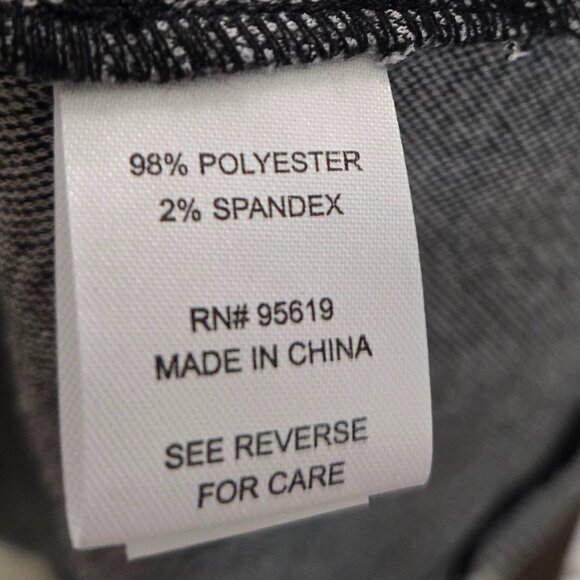 98% POLYESTER
2% SPANDEX
RN# 95619
MADE IN CHINA
SEE REVERSE
FOR CARE